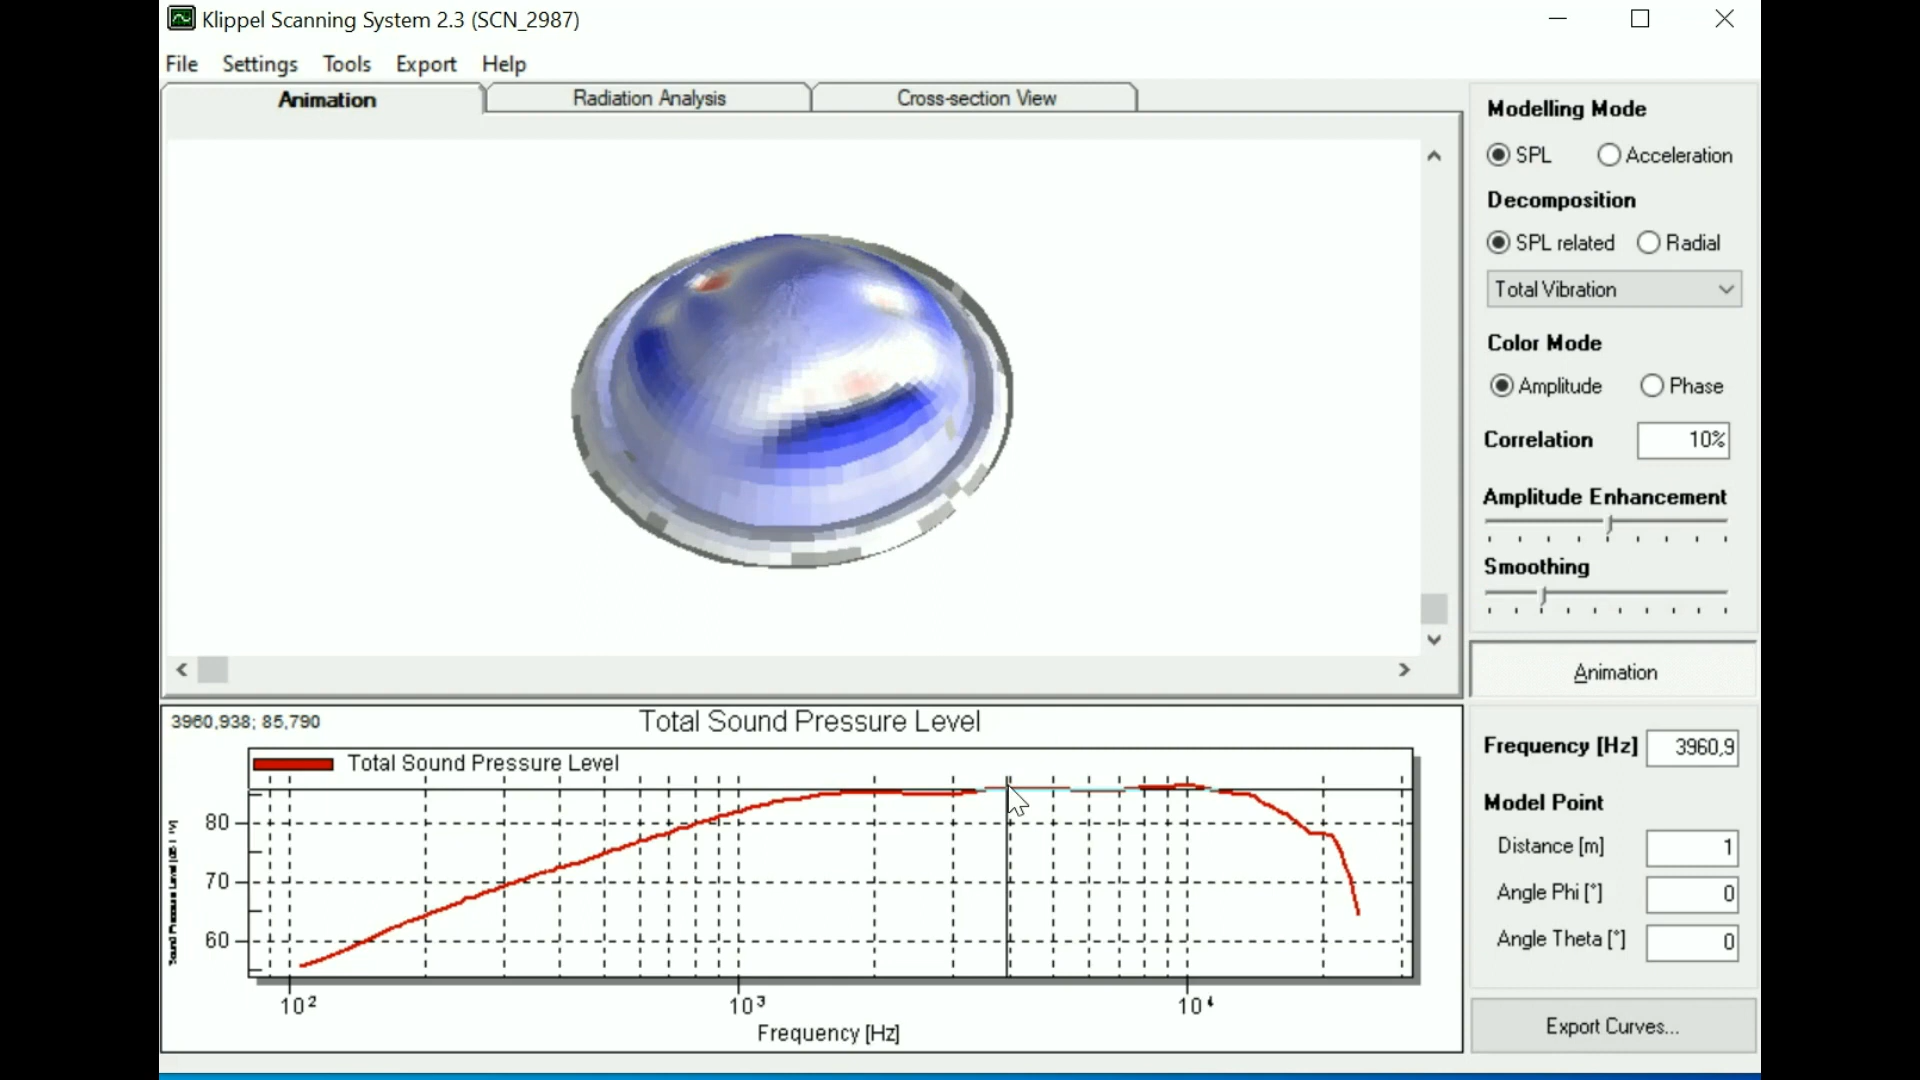 Klippel Scanning System 2.3 (SCN_2987)
File Settings Tools Export Help
Animation Radiation Analysis Cross-section View
Modelling Mode
SPL Acceleration
Decomposition
SPL related Radial
Total Vibration
Color Mode
Amplitude Phase
Correlation 10%
Amplitude Enhancement
Smoothing
Animation
3960,938; 85,790
Total Sound Pressure Level
Total Sound Pressure Level
80
70
60
10²
10³
10⁴
Frequency [Hz]
Frequency [Hz] 3960,9
Model Point
Distance [m] 1
Angle Phi [°] 0
Angle Theta [°] 0
Export Curves...